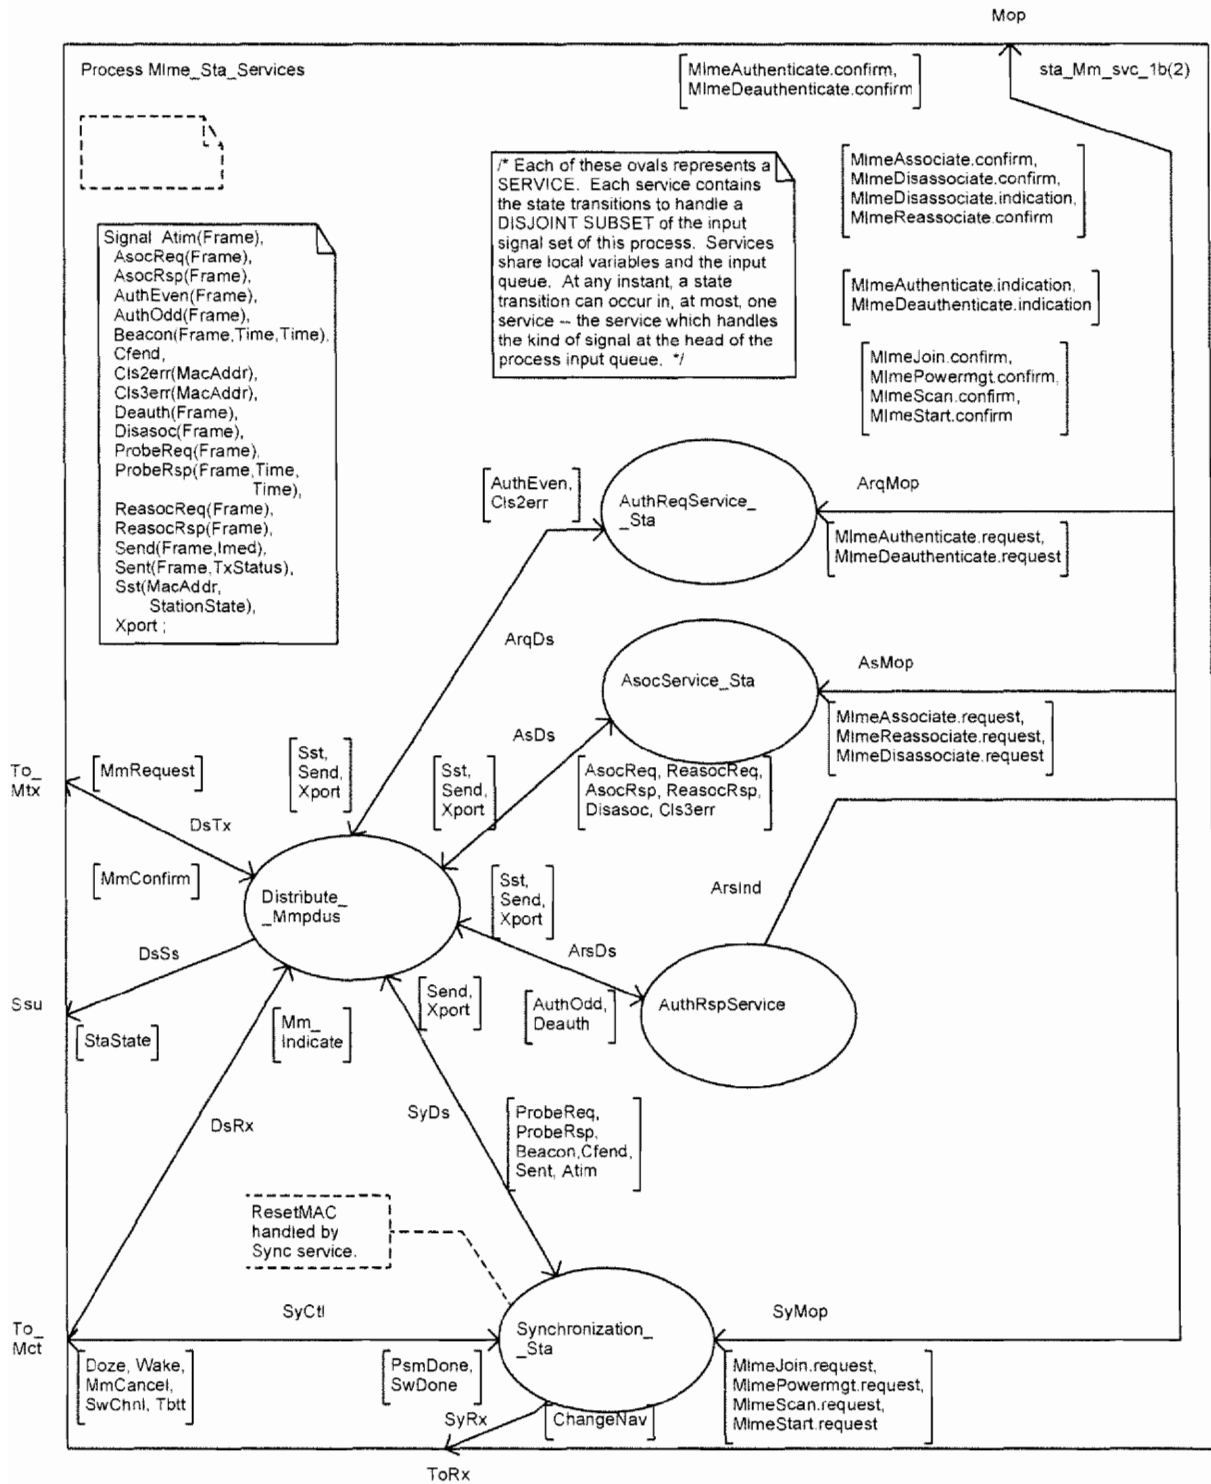 Mop
Process Mlme_Sta_Services
sta_Mm_svc_1b(2)
MlmeAuthenticate.confirm,
MlmeDeauthenticate.confirm
/* Each of these ovals represents a
SERVICE. Each service contains
the state transitions to handle a
DISJOINT SUBSET of the input
signal set of this process. Services
share local variables and the input
queue. At any instant, a state
transition can occur in, at most, one
service -- the service which handles
the kind of signal at the head of the
process input queue. */
MlmeAssociate.confirm,
MlmeDisassociate.confirm,
MlmeDisassociate.indication,
MlmeReassociate.confirm
MlmeAuthenticate.indication,
MlmeDeauthenticate.indication
MlmeJoin.confirm,
MlmePowermgt.confirm,
MlmeScan.confirm,
MlmeStart.confirm
Signal Atim(Frame),
AsocReq(Frame),
AsocRsp(Frame),
AuthEven(Frame),
AuthOdd(Frame),
Beacon(Frame,Time,Time),
Cfend,
Cls2err(MacAddr),
Cls3err(MacAddr),
Deauth(Frame),
Disasoc(Frame),
ProbeReq(Frame),
ProbeRsp(Frame,Time,
Time),
ReasocReq(Frame),
ReasocRsp(Frame),
Send(Frame,Imed),
Sent(Frame,TxStatus),
Sst(MacAddr,
StationState),
Xport ;
AuthEven,
Cls2err
AuthReqService_
_Sta
ArqMop
MlmeAuthenticate.request,
MlmeDeauthenticate.request
ArqDs
AsocService_Sta
AsMop
MlmeAssociate.request,
MlmeReassociate.request,
MlmeDisassociate.request
AsDs
Sst,
Send,
Xport
Sst,
Send,
Xport
AsocReq, ReasocReq,
AsocRsp, ReasocRsp,
Disasoc, Cls3err
To_
Mtx
MmRequest
DsTx
MmConfirm
Distribute_
_Mmpdus
Sst,
Send,
Xport
ArsInd
ArsDs
DsSs
Ssu
StaState
Mm_
Indicate
Send,
Xport
AuthOdd,
Deauth
AuthRspService
DsRx
SyDs
ProbeReq,
ProbeRsp,
Beacon,Cfend,
Sent, Atim
ResetMAC
handled by
Sync service.
To_
Mct
SyCtl
Synchronization_
_Sta
SyMop
Doze, Wake,
MmCancel,
SwChnl, Tbtt
PsmDone,
SwDone
MlmeJoin.request,
MlmePowermgt.request,
MlmeScan.request,
MlmeStart.request
SyRx
ChangeNav
ToRx